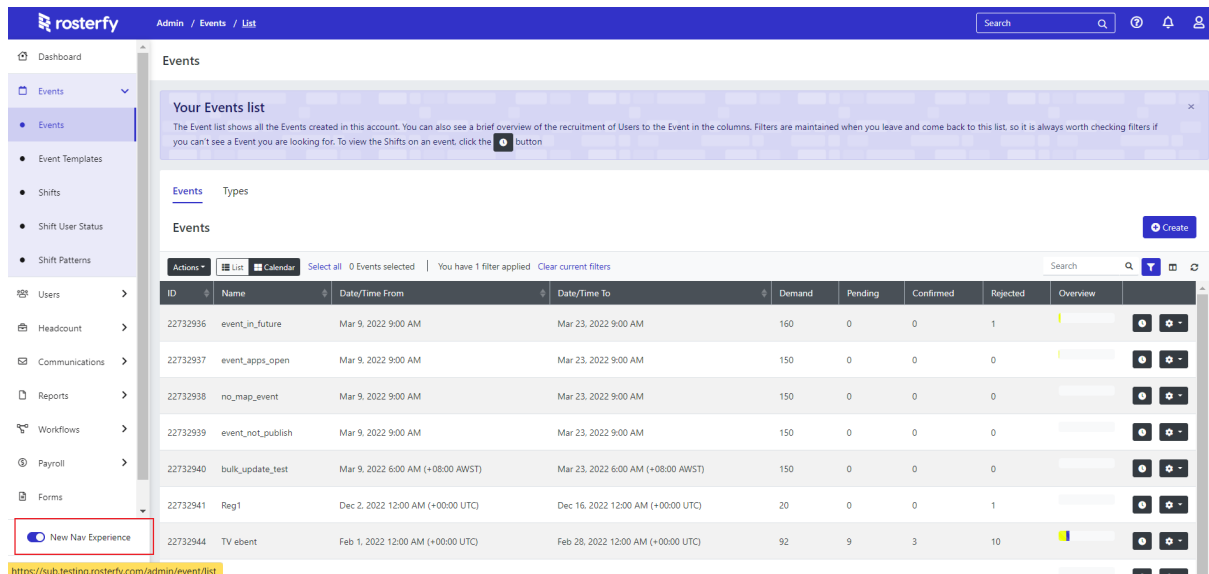 rosterfy
Admin / Events / List
Search
Dashboard
Events
Events
Event Templates
Shifts
Shift User Status
Shift Patterns
Users
Headcount
Communications
Reports
Workflows
Payroll
Forms
New Nav Experience
https://sub.testing.rosterfy.com/admin/event/list
Events
Your Events list
×
The Event list shows all the Events created in this account. You can also see a brief overview of the recruitment of Users to the Event in the columns. Filters are maintained when you leave and come back to this list, so it is always worth checking filters if
you can't see a Event you are looking for. To view the Shifts on an event, click the button
Events Types
Events
Create
Actions List Calendar Select all 0 Events selected | You have 1 filter applied Clear current filters Search
ID Name Date/Time From Date/Time To Demand Pending Confirmed Rejected Overview
22732936 event_in_future Mar 9, 2022 9:00 AM Mar 23, 2022 9:00 AM 160 0 0 1
22732937 event_apps_open Mar 9, 2022 9:00 AM Mar 23, 2022 9:00 AM 150 0 0 0
22732938 no_map_event Mar 9, 2022 9:00 AM Mar 23, 2022 9:00 AM 150 0 0 0
22732939 event_not_publish Mar 9, 2022 9:00 AM Mar 23, 2022 9:00 AM 150 0 0 0
22732940 bulk_update_test Mar 9, 2022 6:00 AM (+08:00 AWST) Mar 23, 2022 6:00 AM (+08:00 AWST) 150 0 0 0
22732941 Reg1 Dec 2, 2022 12:00 AM (+00:00 UTC) Dec 16, 2022 12:00 AM (+00:00 UTC) 20 0 0 1
22732944 TV ebent Feb 1, 2022 12:00 AM (+00:00 UTC) Feb 28, 2022 12:00 AM (+00:00 UTC) 92 9 3 10